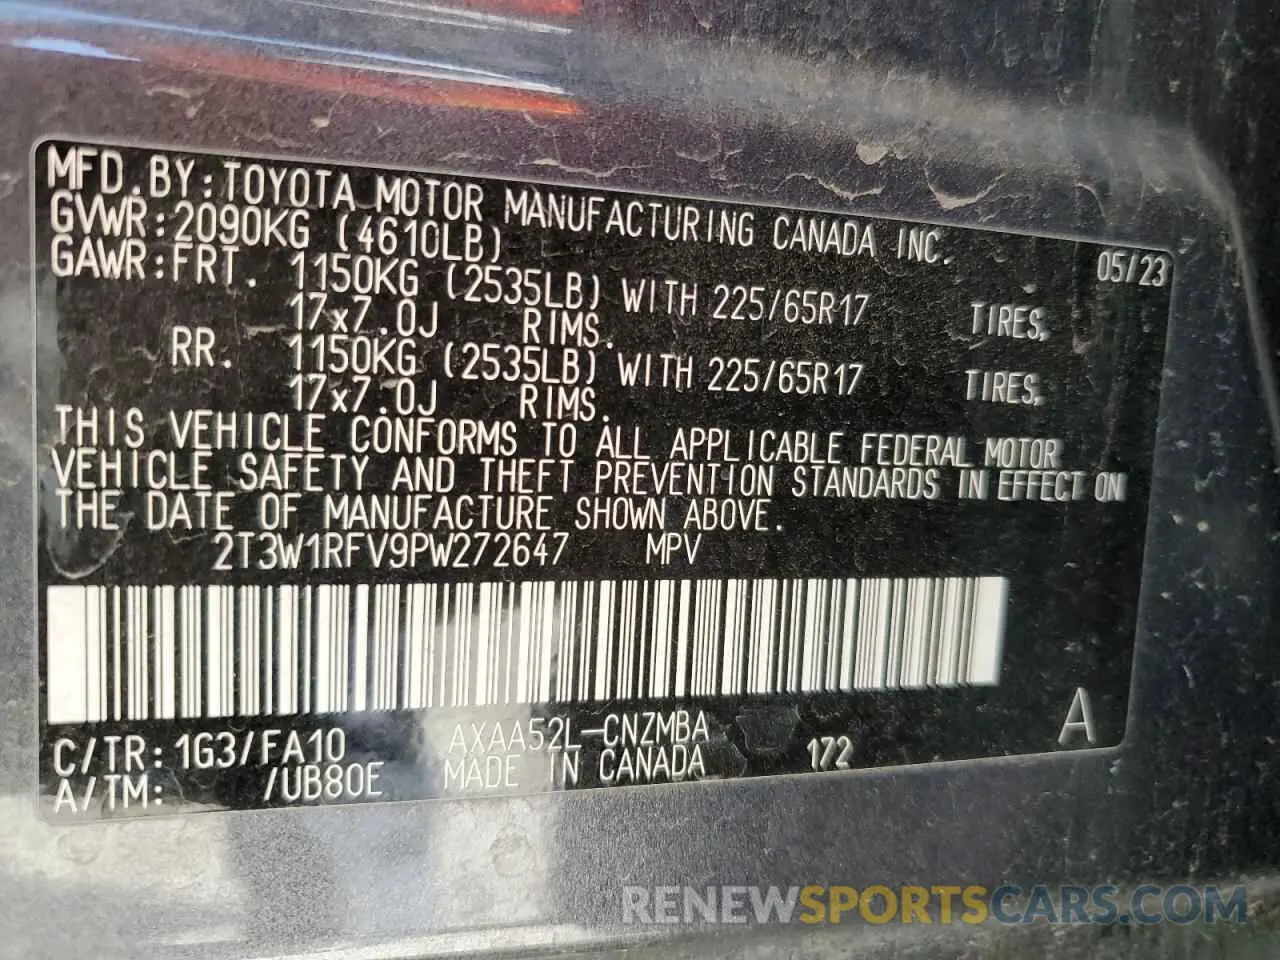 MFD.BY:TOYOTA MOTOR MANUFACTURING CANADA INC.
GVWR:2090KG (4610LB) 05/23
GAWR:FRT. 1150KG (2535LB) WITH 225/65R17 TIRES,
17x7.0J RIMS.
RR. 1150KG (2535LB) WITH 225/65R17 TIRES,
17x7.0J RIMS.
THIS VEHICLE CONFORMS TO ALL APPLICABLE FEDERAL MOTOR
VEHICLE SAFETY AND THEFT PREVENTION STANDARDS IN EFFECT ON
THE DATE OF MANUFACTURE SHOWN ABOVE.
2T3W1RFV9PW272647 MPV
A
C/TR:1G3/FA10 AXAA52L-CNZMBA 172
A/TM: /UB80E MADE IN CANADA
RENEWSPORTSCARS.COM